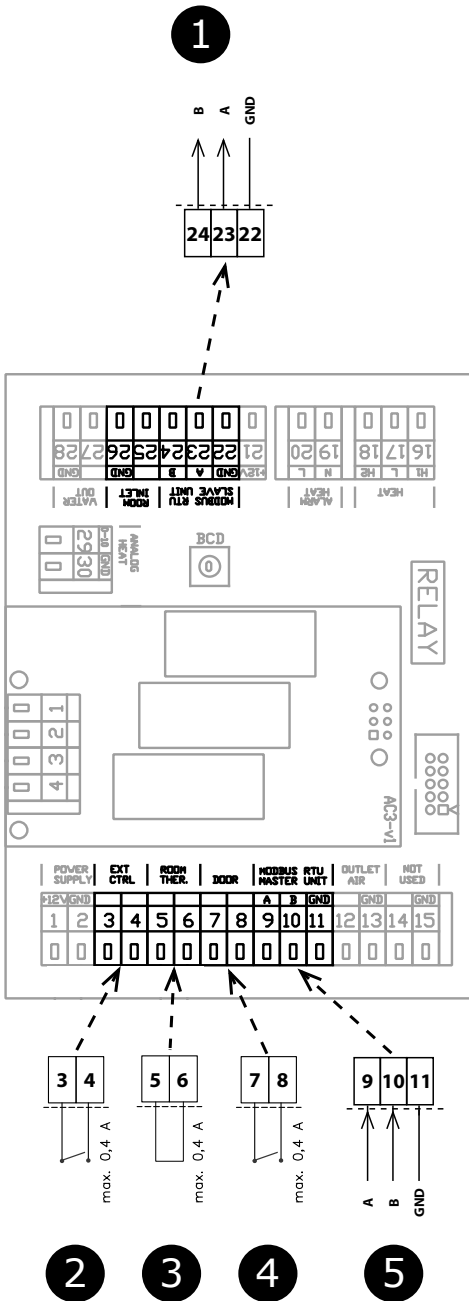 1
B A GND
24 23 22
28 27 26 25 24 23 22 21 20 19 18 17 16
GND GND B A GND +12V L N H2 L H1
WATER OUT
ROOM INLET
MODBUS RTU SLAVE UNIT
ALARM HEAT
HEAT
29 30
0-10 GND
ANALOG HEAT
BCD
0
RELAY
1
2
3
4
AC3-v1
POWER SUPPLY
EXT CTRL
ROOM THER.
DOOR
MODBUS RTU MASTER UNIT
OUTLET AIR
NOT USED
+12V GND A B GND GND GND
1 2 3 4 5 6 7 8 9 10 11 12 13 14 15
3 4
5 6
7 8
9 10 11
max. 0,4 A
max. 0,4 A
max. 0,4 A
A B GND
2 3 4 5